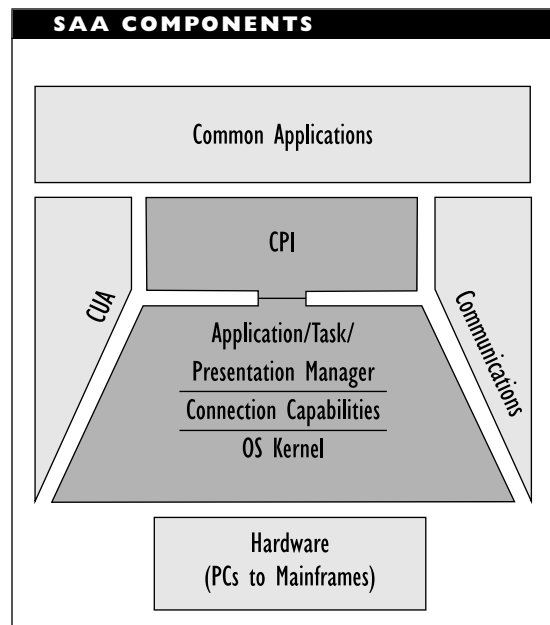 SAA COMPONENTS
Common Applications
CPI
CUA
Communications
Application/Task/
Presentation Manager
Connection Capabilities
OS Kernel
Hardware
(PCs to Mainframes)